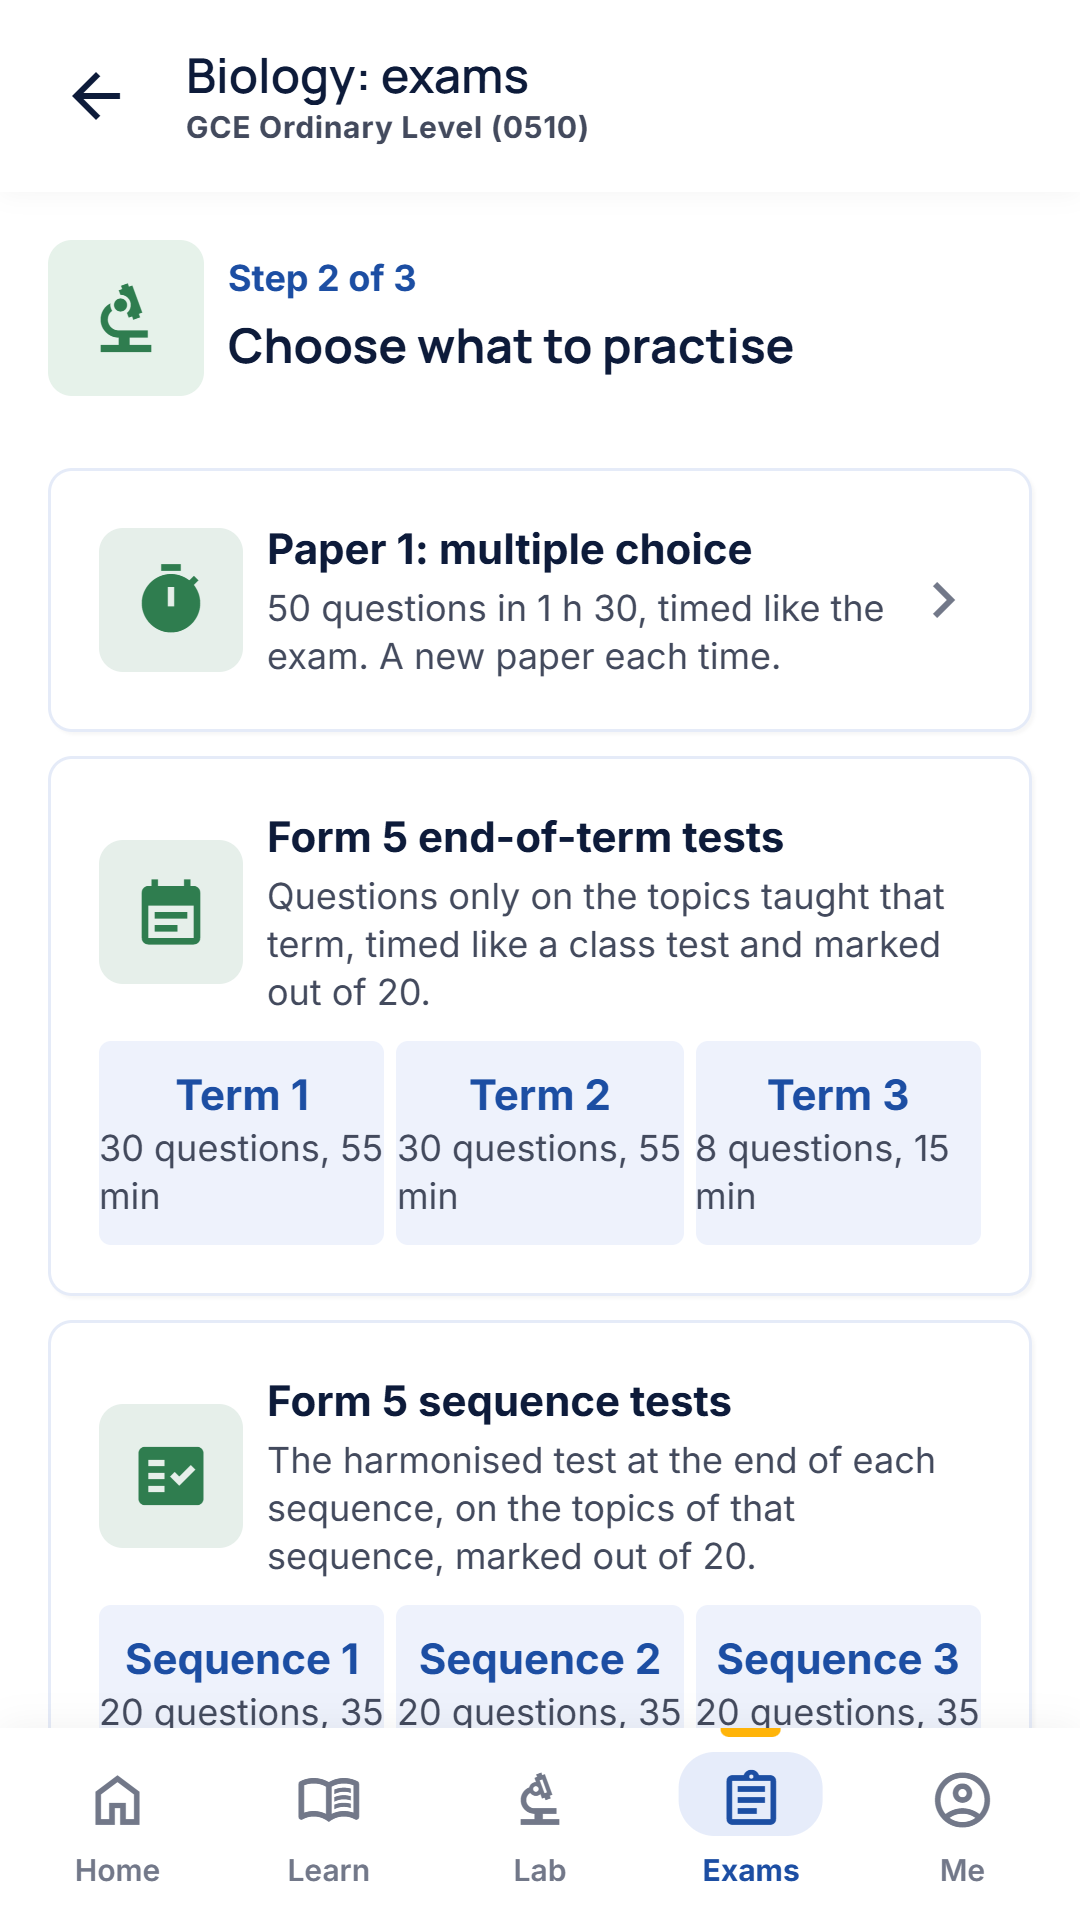 Biology: exams
GCE Ordinary Level (0510)
Step 2 of 3
Choose what to practise
Paper 1: multiple choice
50 questions in 1 h 30, timed like the
exam. A new paper each time.
Form 5 end-of-term tests
Questions only on the topics taught that
term, timed like a class test and marked
out of 20.
Term 1
30 questions, 55
min
Term 2
30 questions, 55
min
Term 3
8 questions, 15
min
Form 5 sequence tests
The harmonised test at the end of each
sequence, on the topics of that
sequence, marked out of 20.
Sequence 1
20 questions, 35
Sequence 2
20 questions, 35
Sequence 3
20 questions, 35
Home
Learn
Lab
Exams
Me